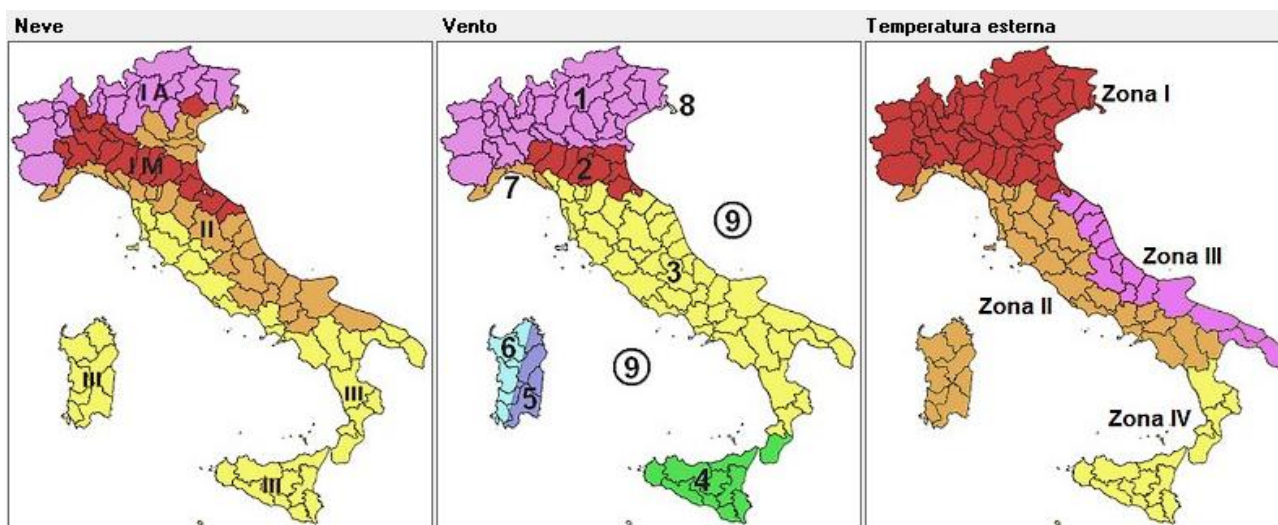 Neve
I A
I M
II
III
III
III
Vento
1
8
2
7
9
3
6
9
5
4
Temperatura esterna
Zona I
Zona III
Zona II
Zona IV